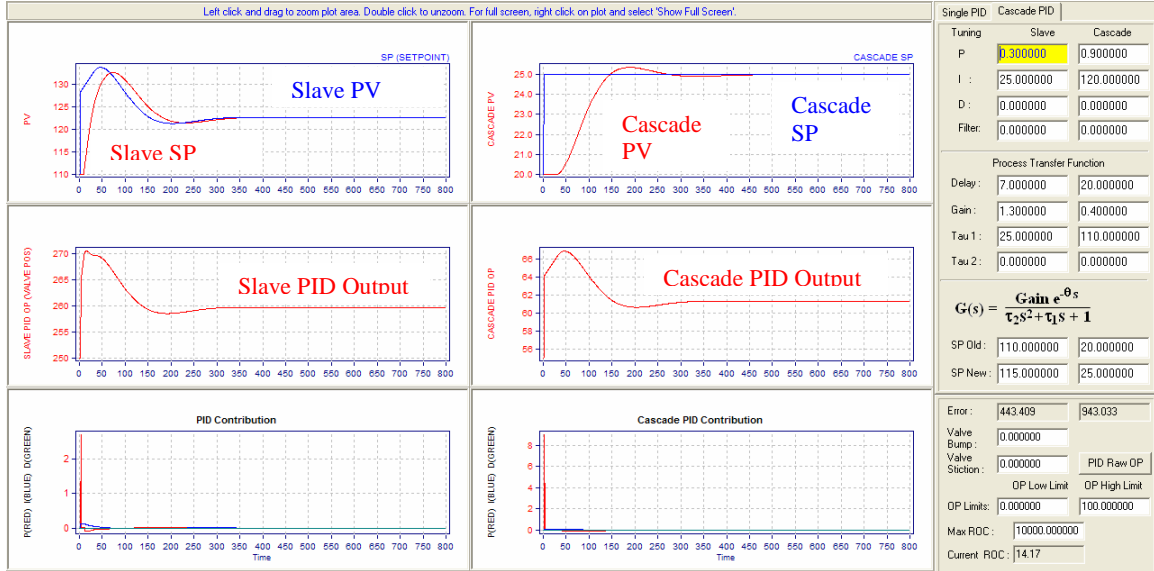 Left click and drag to zoom plot area. Double click to unzoom. For full screen, right click on plot and select 'Show Full Screen'.
SP (SETPOINT)
Slave PV
Slave SP
PV
130
125
120
115
110
0 50 100 150 200 250 300 350 400 450 500 550 600 650 700 750 800
CASCADE SP
Cascade
SP
Cascade
PV
CASCADE PV
25.0
24.0
23.0
22.0
21.0
20.0
0 50 100 150 200 250 300 350 400 450 500 550 600 650 700 750 800
Slave PID Output
SLAVE PID OP (VALVE POS)
270
265
260
255
250
0 50 100 150 200 250 300 350 400 450 500 550 600 650 700 750 800
Cascade PID Output
CASCADE PID OP
66
64
62
60
58
56
0 50 100 150 200 250 300 350 400 450 500 550 600 650 700 750 800
PID Contribution
P(RED) I(BLUE) D(GREEN)
2
1
0
0 50 100 150 200 250 300 350 400 450 500 550 600 650 700 750 800
Time
Cascade PID Contribution
P(RED) I(BLUE) D(GREEN)
8
6
4
2
0
0 50 100 150 200 250 300 350 400 450 500 550 600 650 700 750 800
Time
Single PID Cascade PID
Tuning Slave Cascade
P 0.300000 0.900000
I : 25.000000 120.000000
D : 0.000000 0.000000
Filter: 0.000000 0.000000
Process Transfer Function
Delay : 7.000000 20.000000
Gain : 1.300000 0.400000
Tau 1 : 25.000000 110.000000
Tau 2 : 0.000000 0.000000
G(s) = Gain e^-θs / τ₂s²+τ₁s + 1
SP Old : 110.000000 20.000000
SP New : 115.000000 25.000000
Error : 443.409 943.033
Valve Bump : 0.000000
Valve Stiction : 0.000000 PID Raw OP
OP Low Limit OP High Limit
OP Limits: 0.000000 100.000000
Max ROC : 10000.000000
Current ROC : 14.17